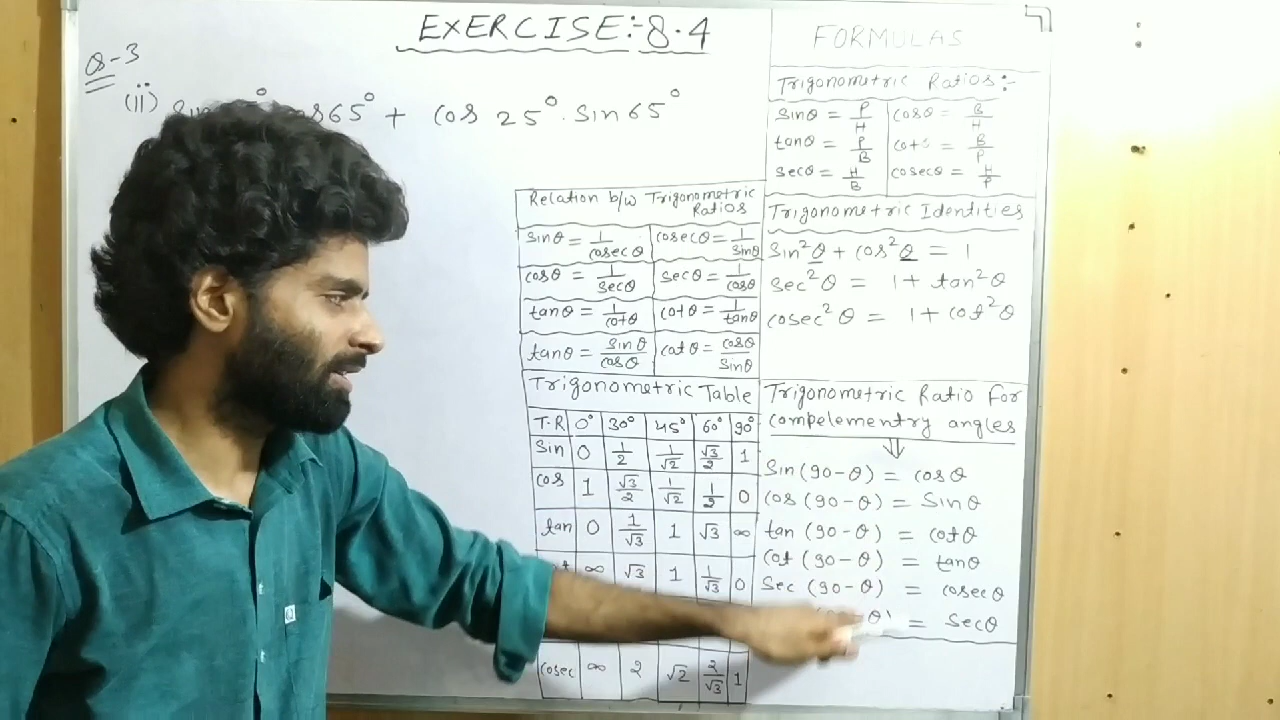 EXERCISE:- 8.4
Q-3
(ii) sin ° cos65° + cos 25° . sin 65°
Relation b/w Trigonometric Ratios
sinθ = 1/cosecθ cosecθ = 1/sinθ
cosθ = 1/secθ secθ = 1/cosθ
tanθ = 1/cotθ cotθ = 1/tanθ
tanθ = sinθ/cosθ cotθ = cosθ/sinθ
Trigonometric Table
T.R 0° 30° 45° 60° 90°
Sin 0 1/2 1/√2 √3/2 1
cos 1 √3/2 1/√2 1/2 0
tan 0 1/√3 1 √3 ∞
∞ √3 1 1/√3 0
cosec ∞ 2 √2 2/√3 1
FORMULAS
Trigonometric Ratios:-
sinθ = P/H cosθ = B/H
tanθ = P/B cotθ = B/P
secθ = H/B cosecθ = H/P
Trigonometric Identities
Sin²θ + cos²θ = 1
sec²θ = 1 + tan²θ
cosec²θ = 1 + cot²θ
Trigonometric Ratio For
compelementry angles
⇓
Sin (90-θ) = cosθ
cos (90-θ) = Sinθ
tan (90-θ) = cotθ
cot (90-θ) = tanθ
Sec (90-θ) = cosecθ
θ) = secθ